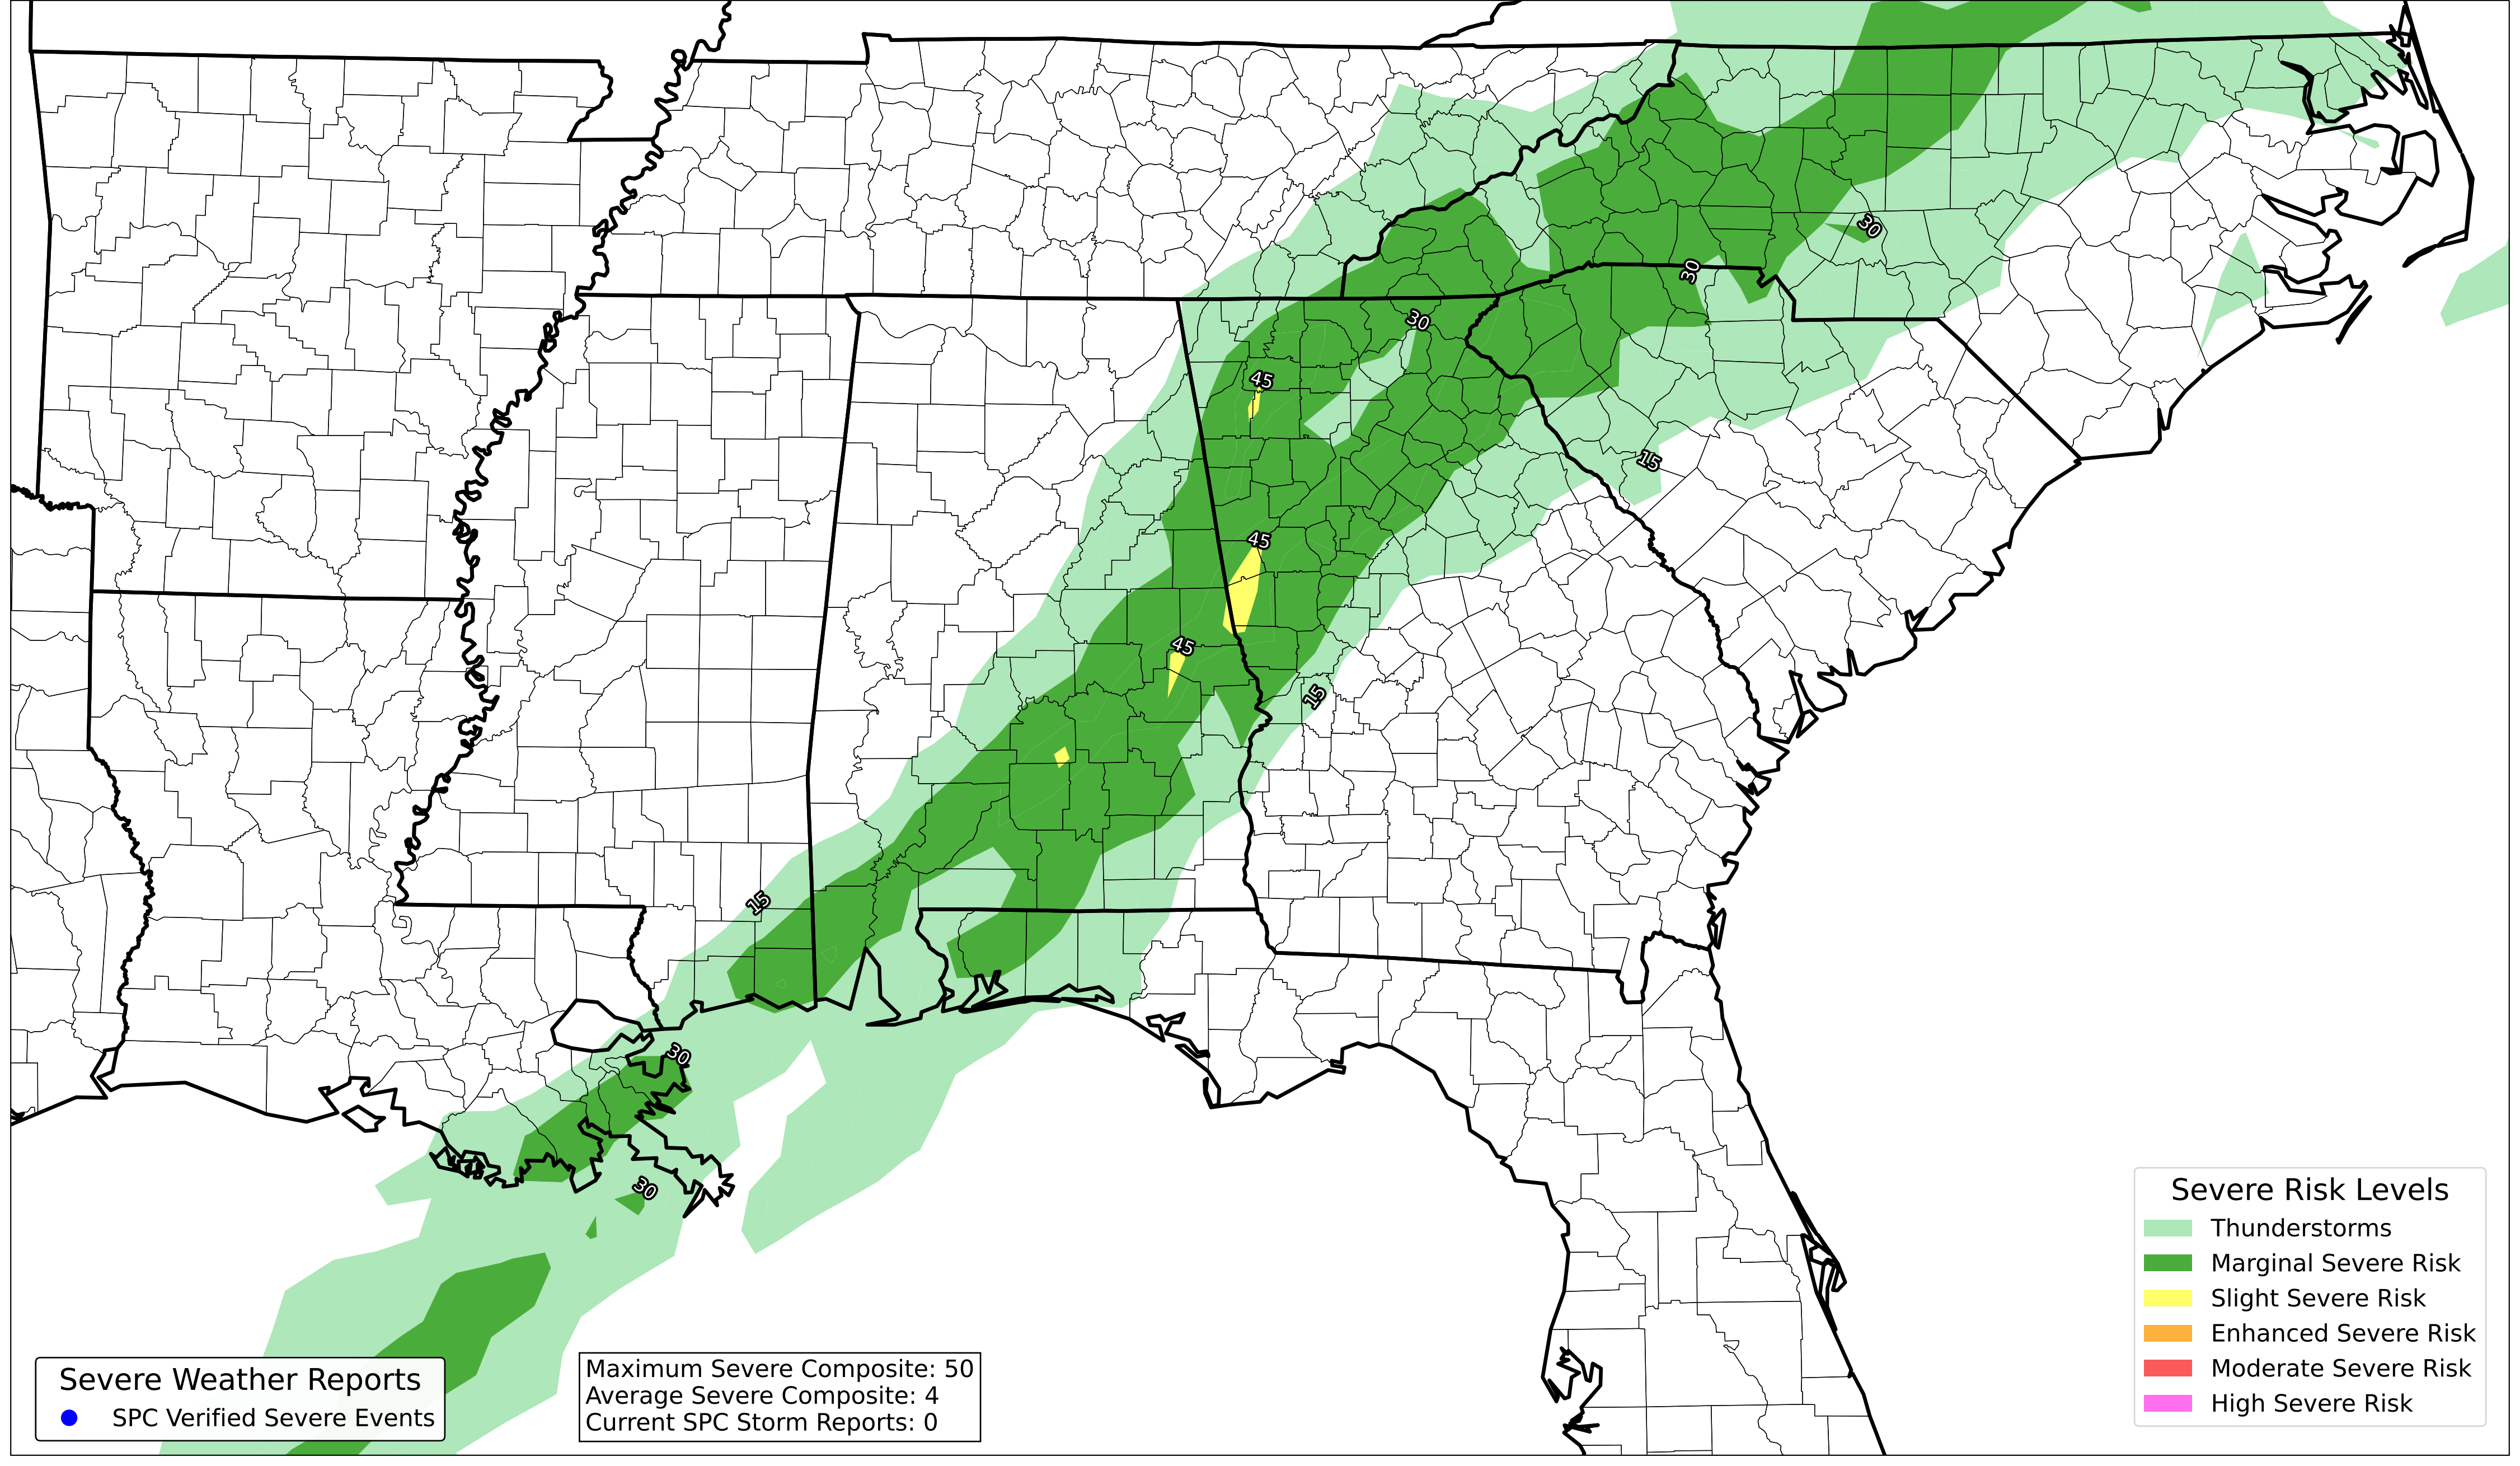 30
30
30
45
15
45
45
15
15
30
30
Severe Risk Levels
Thunderstorms
Marginal Severe Risk
Slight Severe Risk
Enhanced Severe Risk
Moderate Severe Risk
High Severe Risk
Severe Weather Reports
SPC Verified Severe Events
Maximum Severe Composite: 50
Average Severe Composite: 4
Current SPC Storm Reports: 0